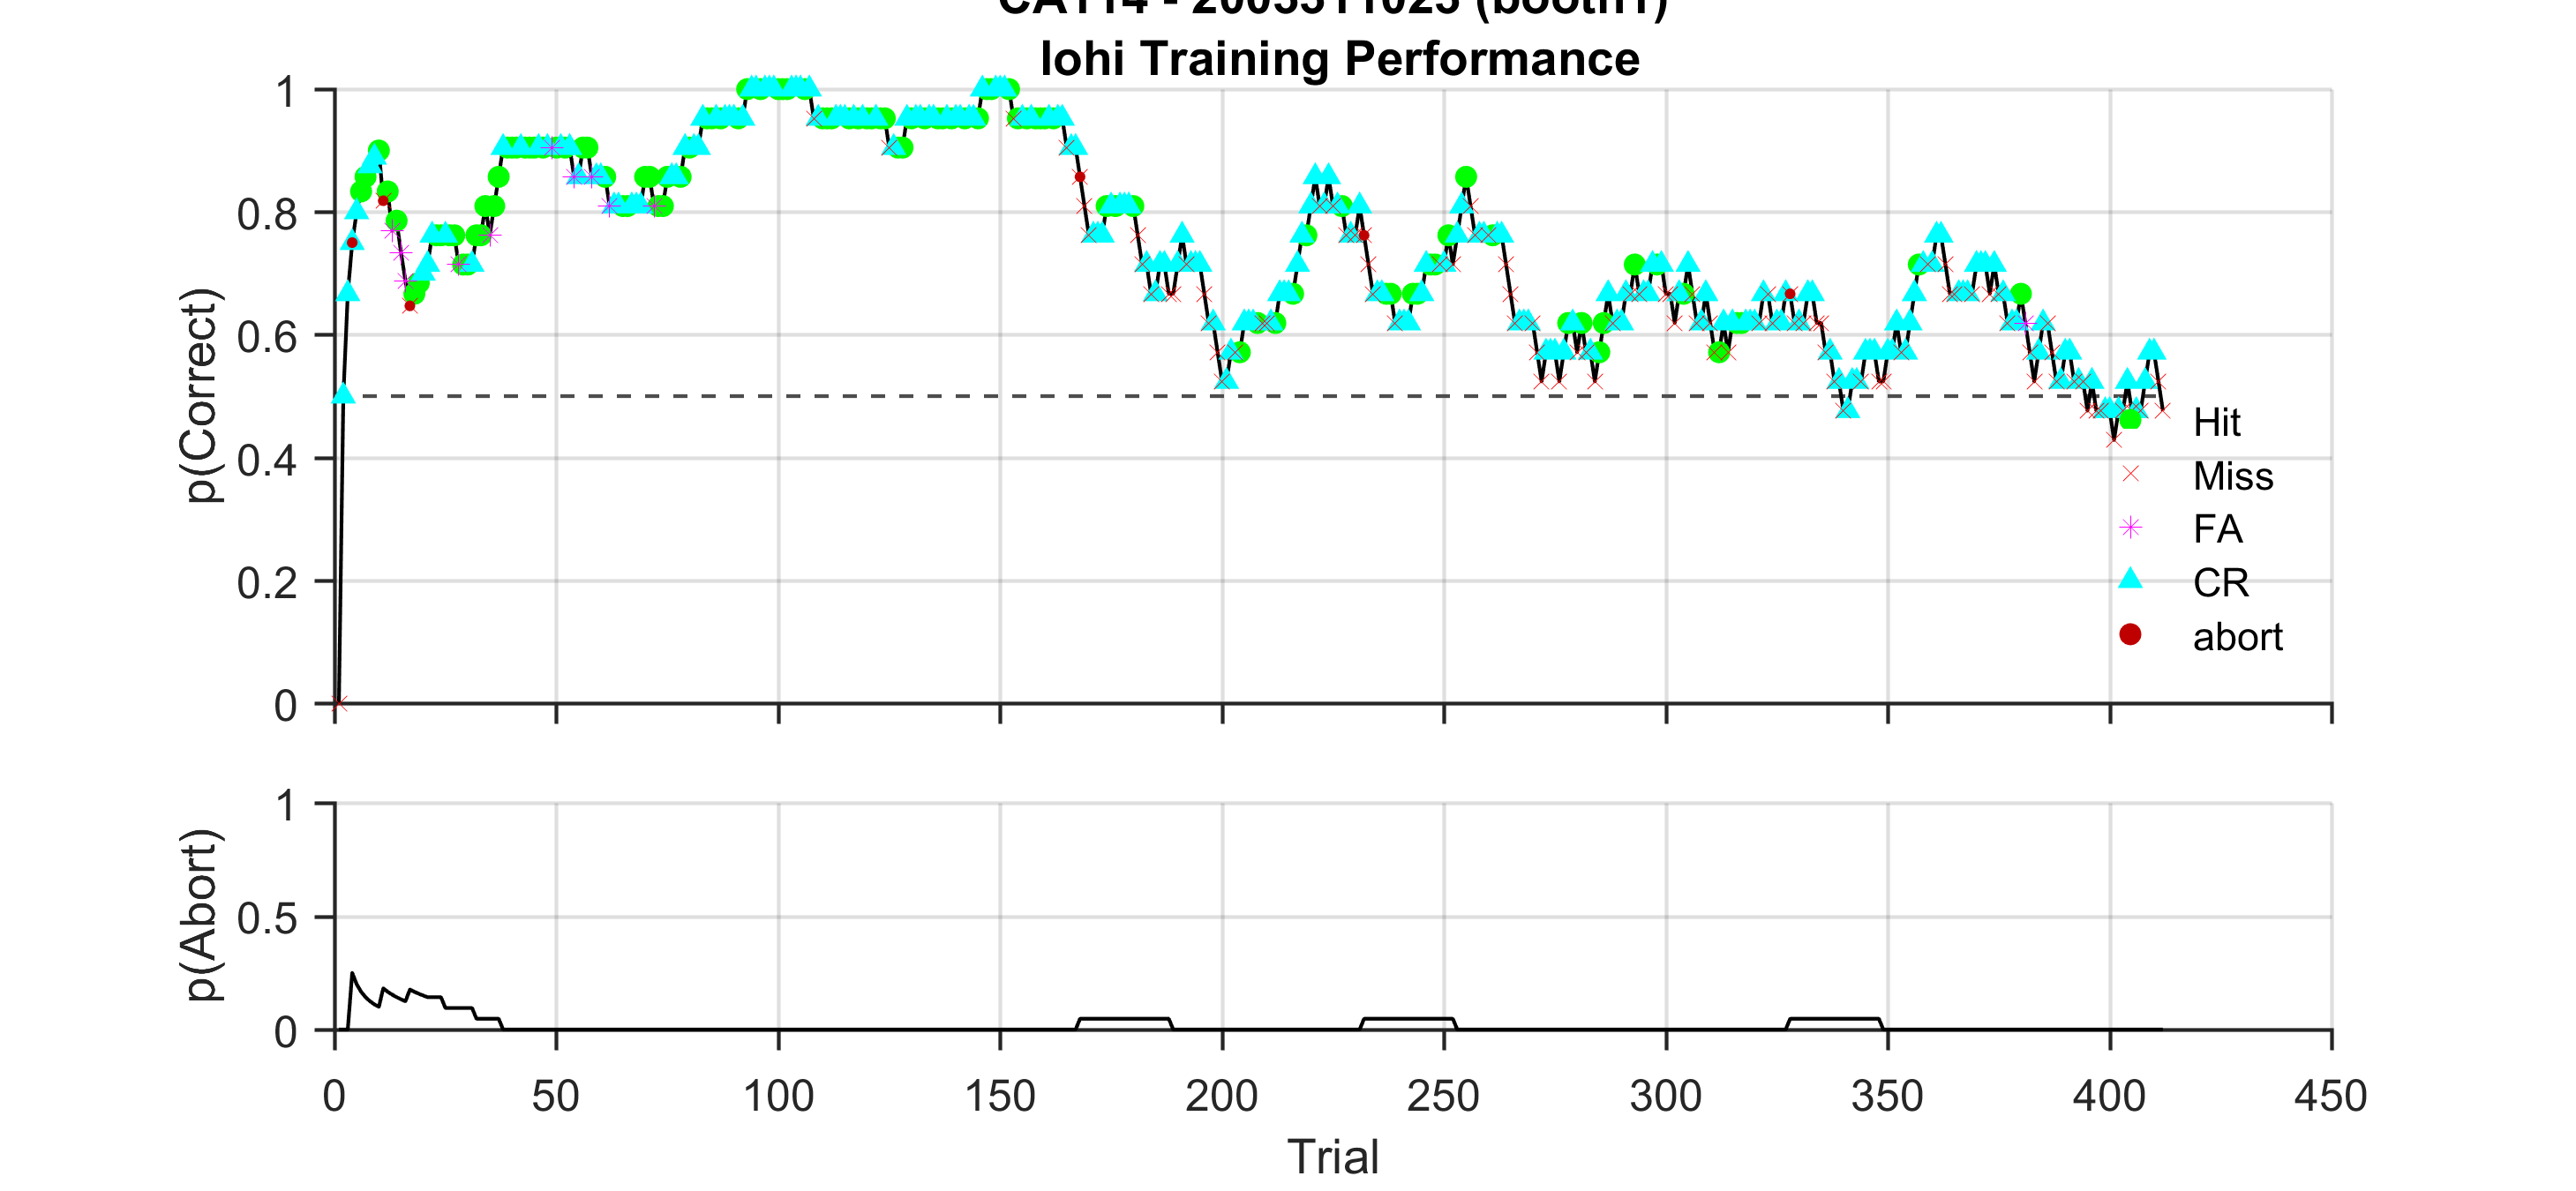 lohi Training Performance
p(Correct)
1
0.8
0.6
0.4
0.2
0
Hit
Miss
FA
CR
abort
p(Abort)
1
0.5
0
0 50 100 150 200 250 300 350 400 450
Trial